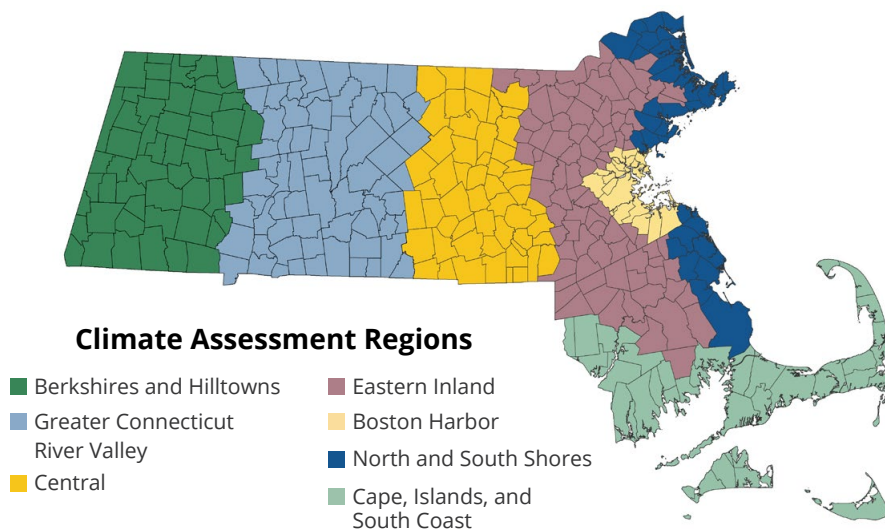 Climate Assessment Regions
Berkshires and Hilltowns
Greater Connecticut
River Valley
Central
Eastern Inland
Boston Harbor
North and South Shores
Cape, Islands, and
South Coast